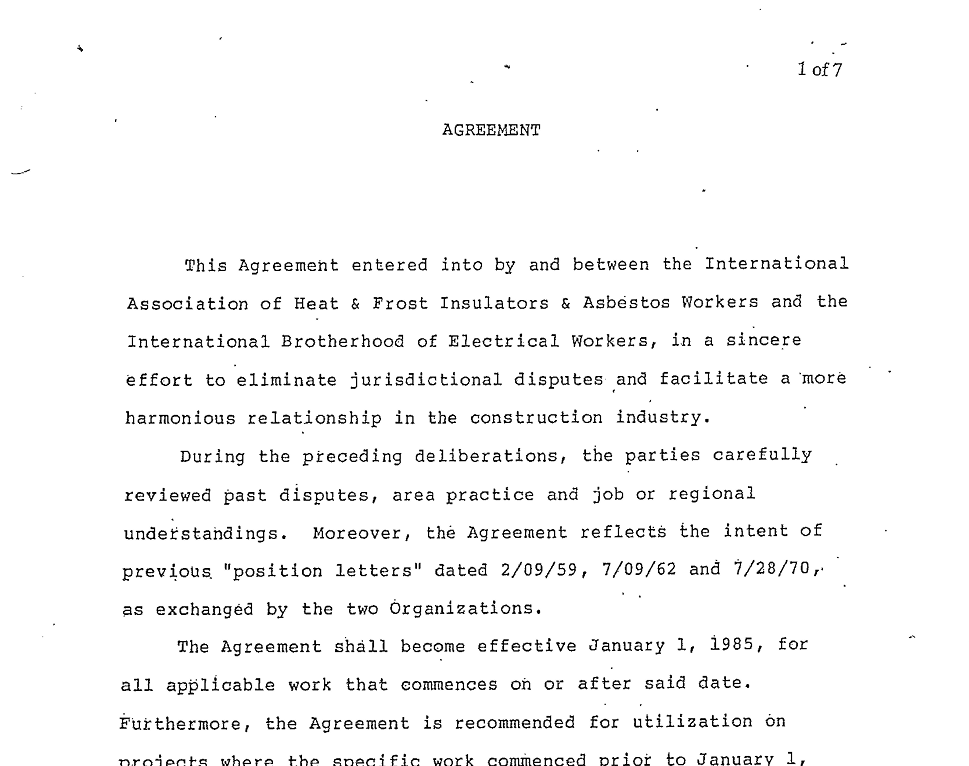 1 of 7
AGREEMENT
This Agreement entered into by and between the International
Association of Heat & Frost Insulators & Asbestos Workers and the
International Brotherhood of Electrical Workers, in a sincere
effort to eliminate jurisdictional disputes and facilitate a more
harmonious relationship in the construction industry.
During the preceding deliberations, the parties carefully
reviewed past disputes, area practice and job or regional
understandings. Moreover, the Agreement reflects the intent of
previous "position letters" dated 2/09/59, 7/09/62 and 7/28/70,
as exchanged by the two Organizations.
The Agreement shall become effective January 1, 1985, for
all applicable work that commences on or after said date.
Furthermore, the Agreement is recommended for utilization on
projects where the specific work commenced prior to January 1,